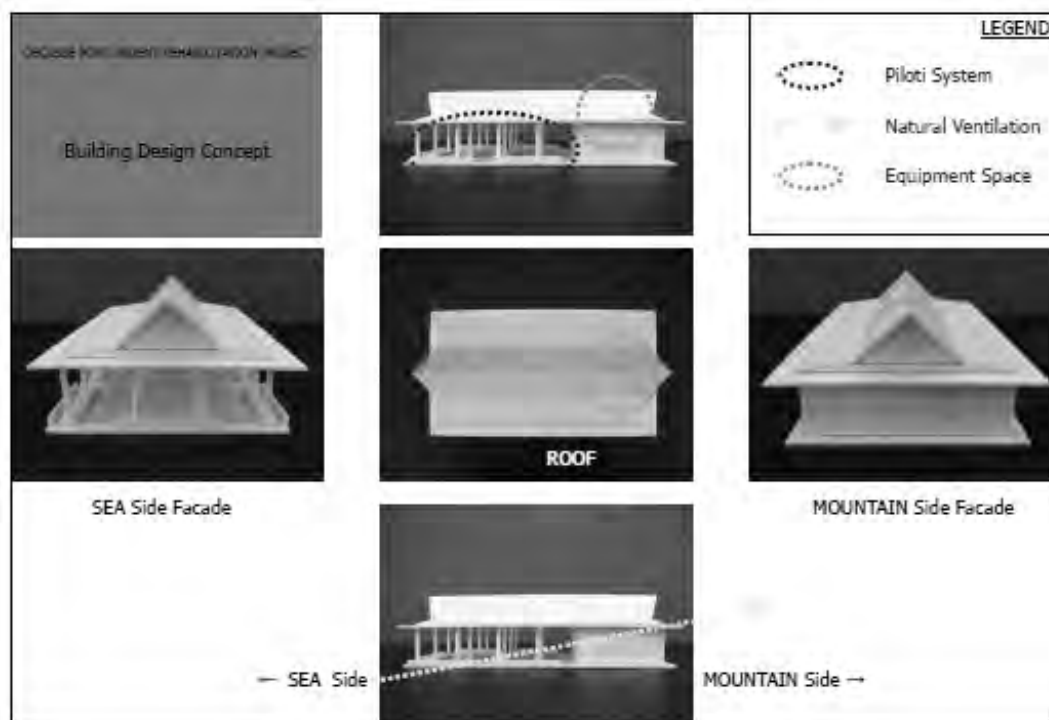 Building Design Concept
LEGEND
Piloti System
Natural Ventilation
Equipment Space
ROOF
SEA Side Facade
MOUNTAIN Side Facade
← SEA Side
MOUNTAIN Side →